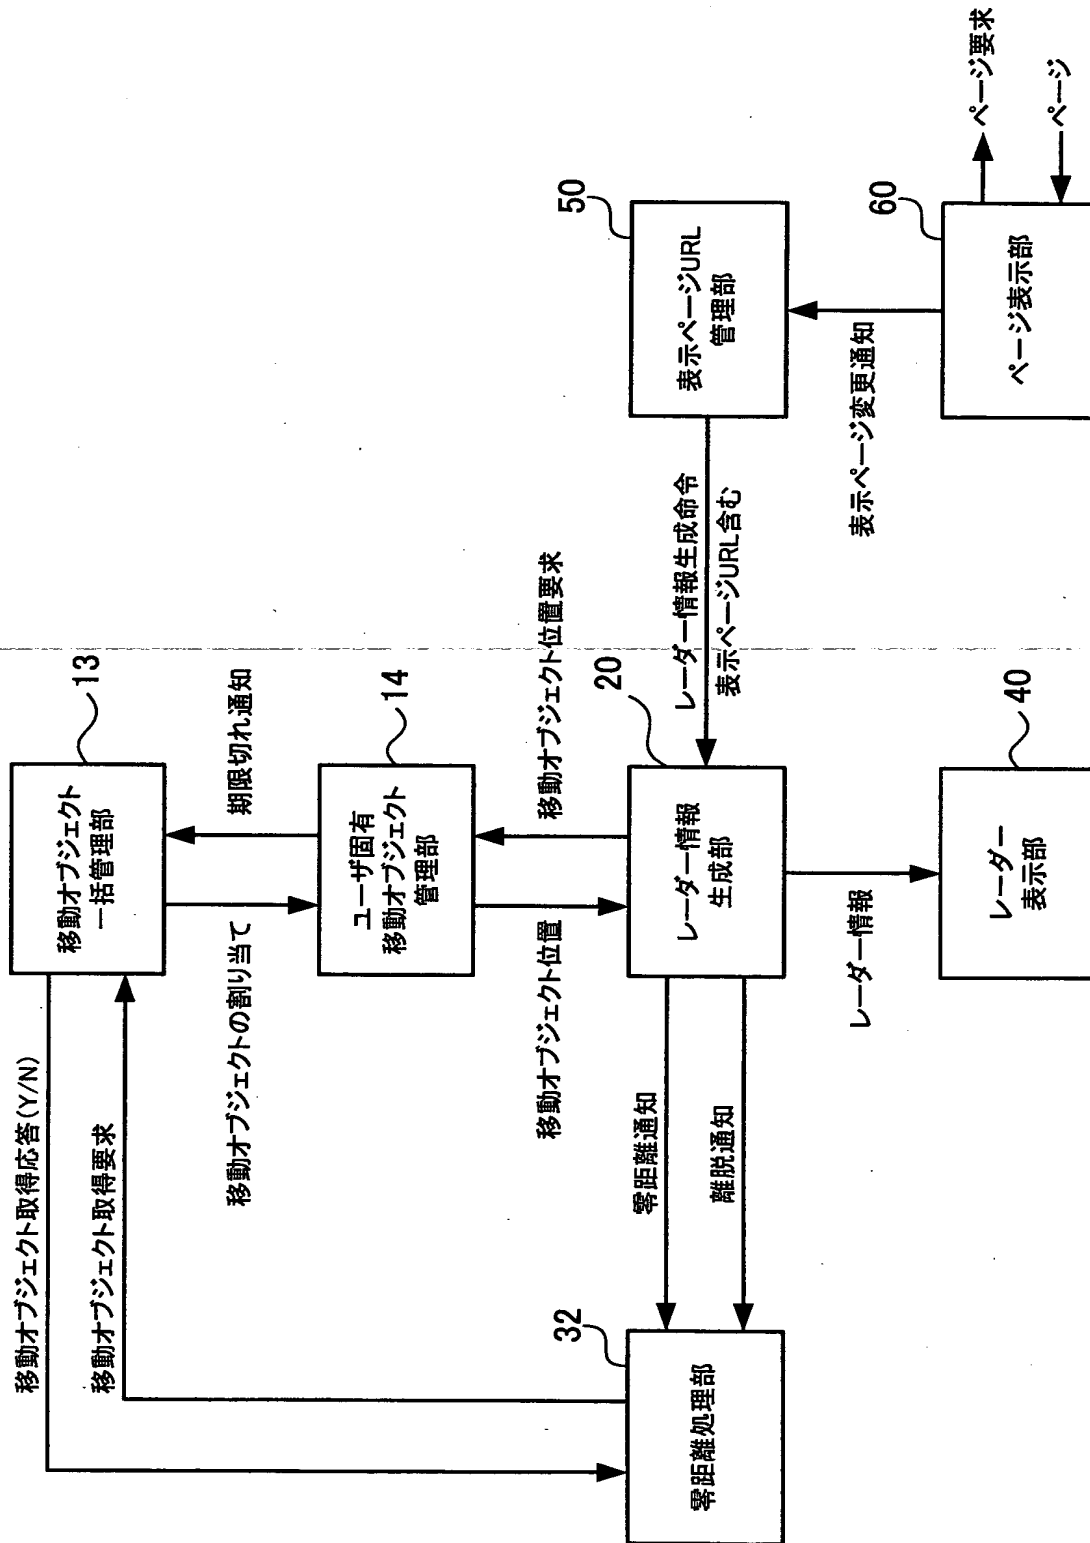 移動オブジェクト取得応答(Y/N)
移動オブジェクト取得要求
13
移動オブジェクト
一括管理部
期限切れ通知
移動オブジェクトの割り当て
14
ユーザ固有
移動オブジェクト
管理部
移動オブジェクト位置要求
移動オブジェクト位置
32
零距離処理部
零距離通知
離脱通知
20
レーダー情報
生成部
レーダー情報生成命令
表示ページURL含む
50
表示ページURL
管理部
レーダー情報
40
レーダー
表示部
表示ページ変更通知
60
ページ表示部
ページ要求
ページ